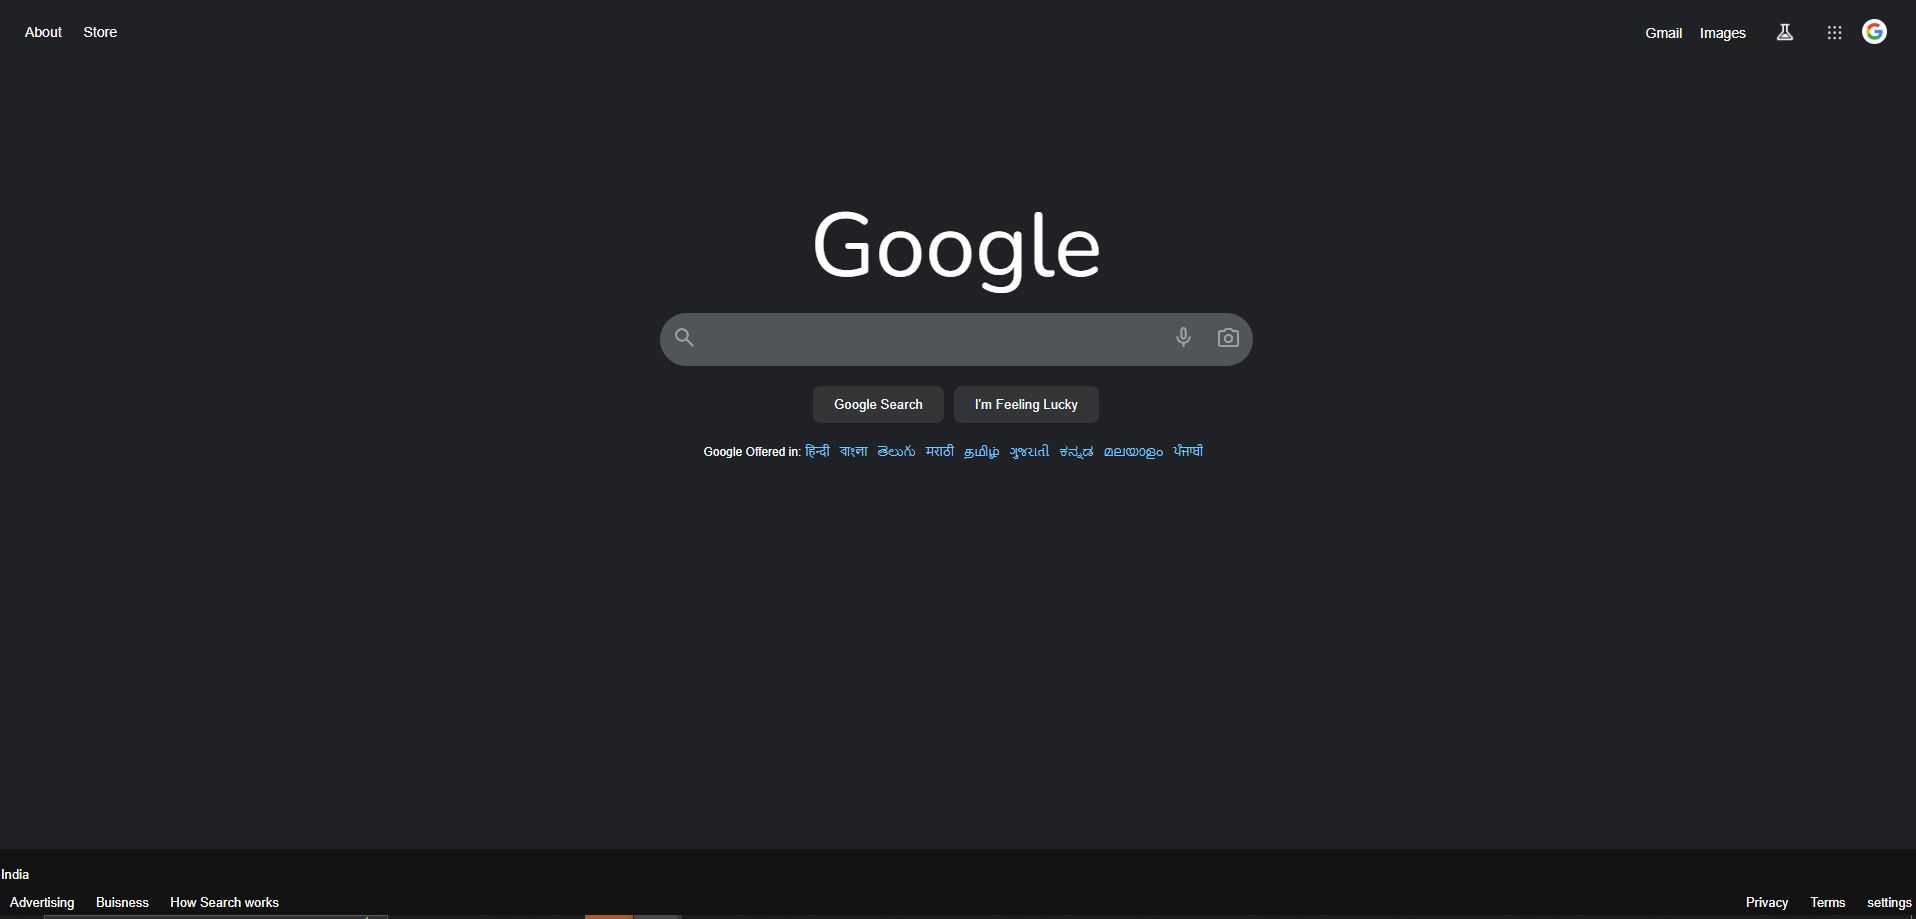 About Store Gmail Images
Google
Google Search I'm Feeling Lucky
Google Offered in: हिन्दी বাংলা తెలుగు मराठी தமிழ் ગુજરાતી ಕನ್ನಡ മലയാളം ਪੰਜਾਬੀ
India
Advertising Buisness How Search works Privacy Terms settings